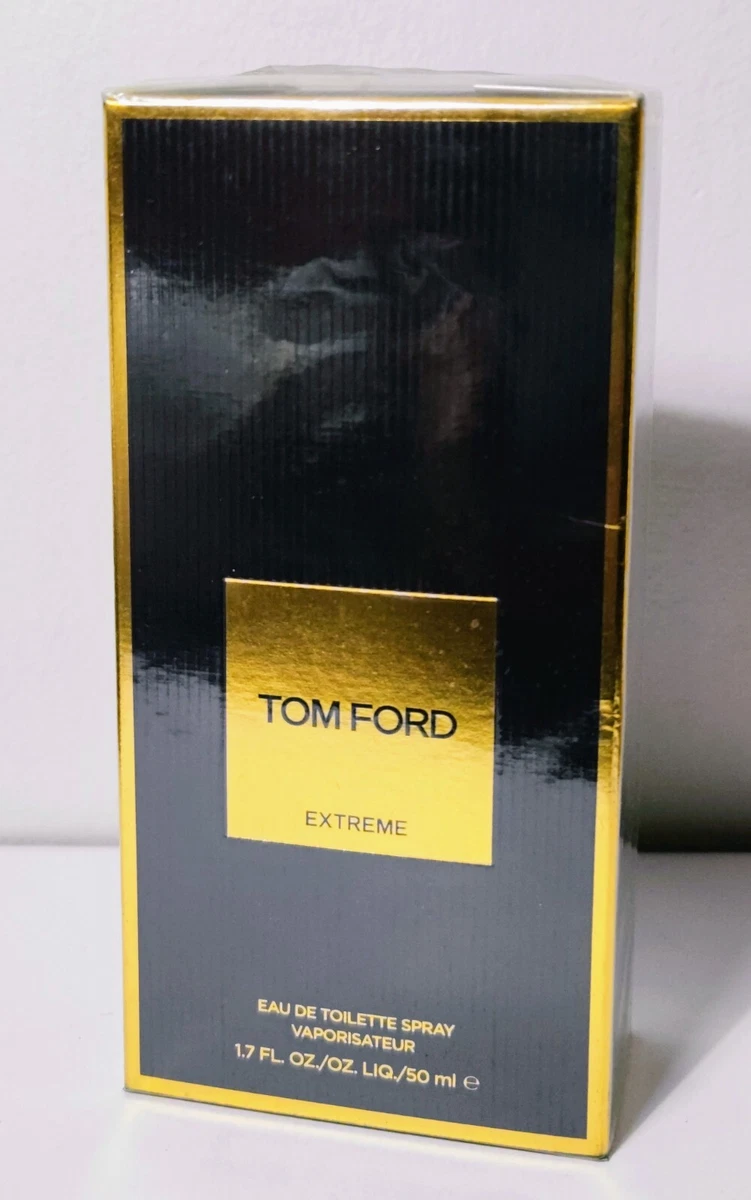 TOM FORD
EXTREME
EAU DE TOILETTE SPRAY
VAPORISATEUR
1.7 FL. OZ./OZ. LIQ./50 ml ℮